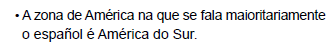 • A zona de América na que se fala maioritariamente
o español é América do Sur.